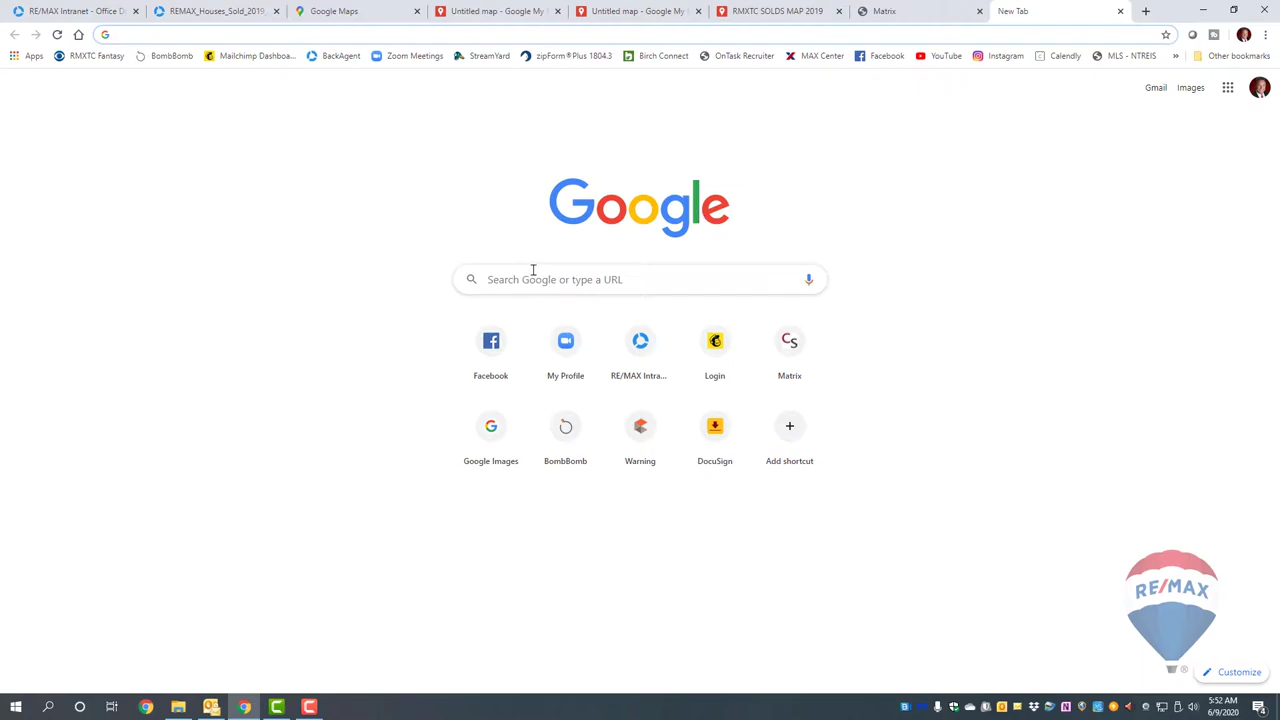 RE/MAX Intranet - Office D
REMAX_Houses_Sold_2019_
Google Maps
Untitled map - Google My M
Untitled map - Google My M
RMXTC SOLDS MAP 2019
Matrix
New Tab
Apps
RMXTC Fantasy
BombBomb
Mailchimp Dashboa...
BackAgent
Zoom Meetings
StreamYard
zipForm®Plus 1804.3
Birch Connect
OnTask Recruiter
MAX Center
Facebook
YouTube
Instagram
Calendly
MLS - NTREIS
»
Other bookmarks
Gmail
Images
Google
Search Google or type a URL
Facebook
My Profile
RE/MAX Intra...
Login
CS
Matrix
Google Images
BombBomb
Warning
DocuSign
Add shortcut
RE/MAX
®
Customize
5:52 AM
6/9/2020